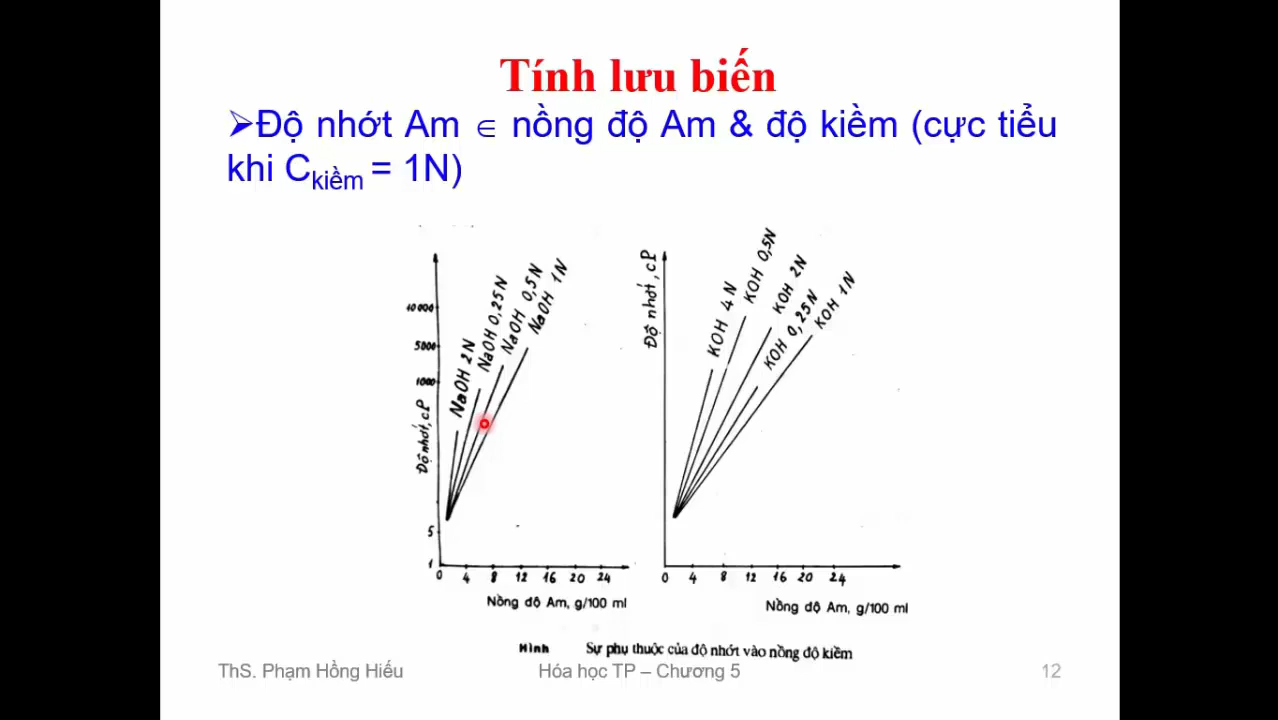 Tính lưu biến
➢Độ nhớt Am ∈ nồng độ Am & độ kiềm (cực tiểu
khi Ckiềm = 1N)
Độ nhớt, cP
10000
5000
1000
5
1
NaOH 2N
NaOH 0,25N
NaOH 0,5N
NaOH 1N
0 4 8 12 16 20 24
Nồng độ Am, g/100 ml
Độ nhớt, cP
KOH 4N
KOH 0,5N
KOH 2N
KOH 0,25N
KOH 1N
0 4 8 12 16 20 24
Nồng độ Am, g/100 ml
Hình Sự phụ thuộc của độ nhớt vào nồng độ kiềm
ThS. Phạm Hồng Hiếu Hóa học TP – Chương 5 12